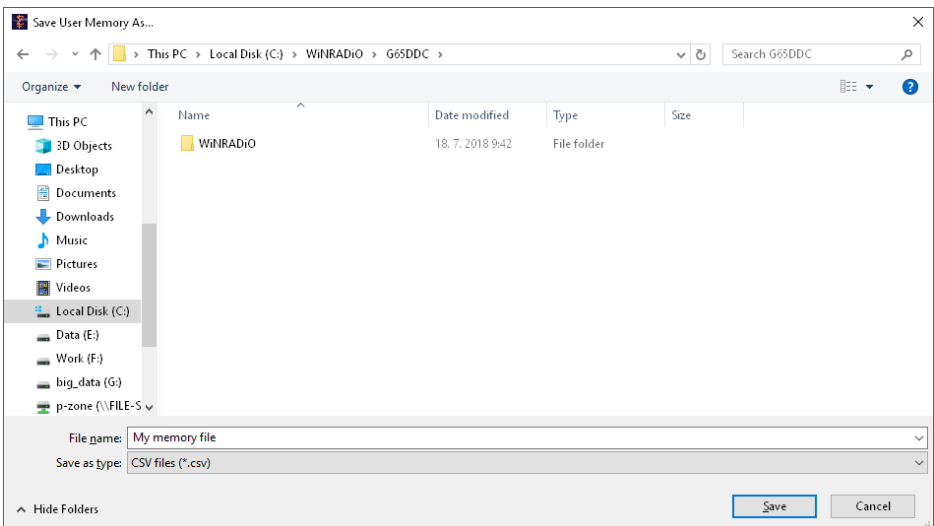 Save User Memory As...
This PC > Local Disk (C:) > WiNRADiO > G65DDC > Search G65DDC
Organize New folder
Name Date modified Type Size
WiNRADiO 18. 7. 2018 9:42 File folder
This PC
3D Objects
Desktop
Documents
Downloads
Music
Pictures
Videos
Local Disk (C:)
Data (E:)
Work (F:)
big_data (G:)
p-zone (\\FILE-S
File name: My memory file
Save as type: CSV files (*.csv)
Hide Folders Save Cancel